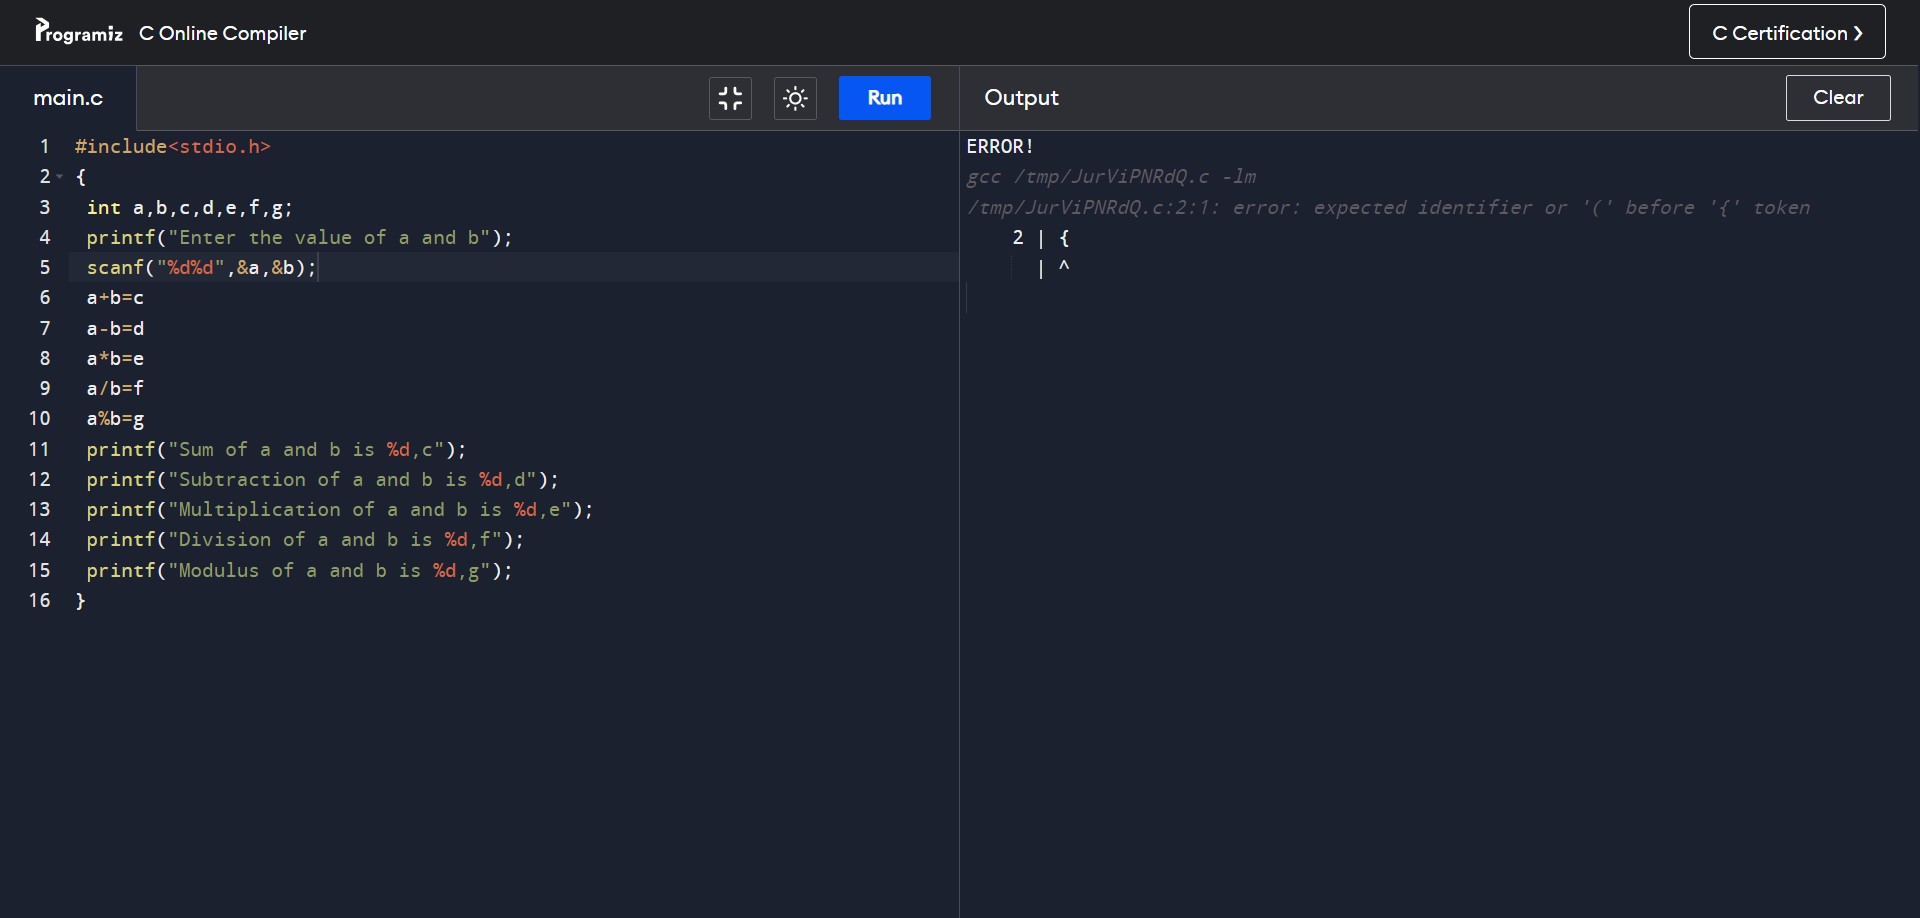 Programiz C Online Compiler
C Certification ❯
main.c
Run
Output
Clear
1 #include<stdio.h>
2 {
3 int a,b,c,d,e,f,g;
4 printf("Enter the value of a and b");
5 scanf("%d%d",&a,&b);
6 a+b=c
7 a-b=d
8 a*b=e
9 a/b=f
10 a%b=g
11 printf("Sum of a and b is %d,c");
12 printf("Subtraction of a and b is %d,d");
13 printf("Multiplication of a and b is %d,e");
14 printf("Division of a and b is %d,f");
15 printf("Modulus of a and b is %d,g");
16 }
ERROR!
gcc /tmp/JurViPNRdQ.c -lm
/tmp/JurViPNRdQ.c:2:1: error: expected identifier or '(' before '{' token
2 | {
| ^